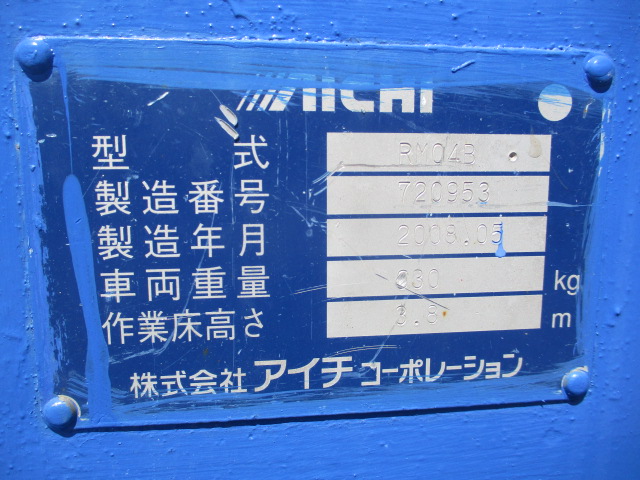 AICHI
型式 RM04B
製造番号 720953
製造年月 2008.05
車両重量 kg
作業床高さ 3.8 m
株式会社アイチコーポレーション